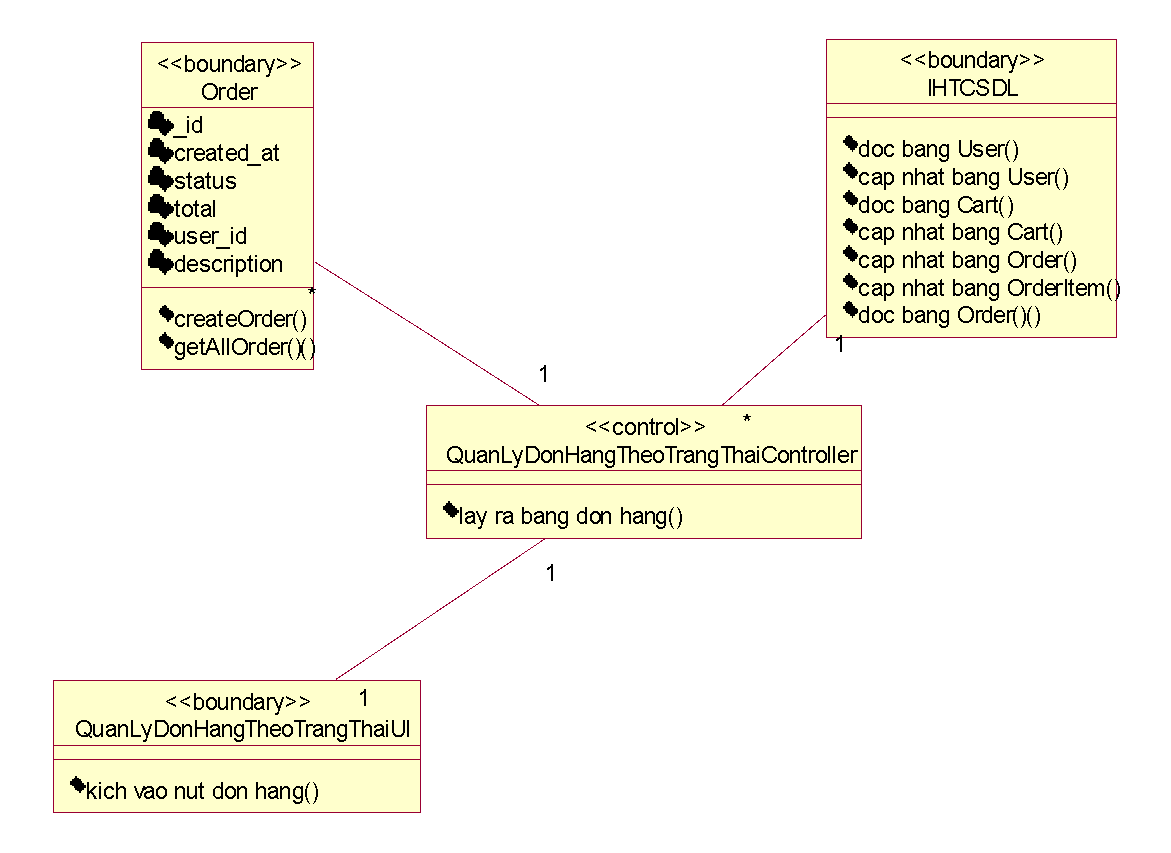 <<boundary>>
Order
_id
created_at
status
total
user_id
description
*
createOrder()
getAllOrder()()
<<boundary>>
IHTCSDL
doc bang User()
cap nhat bang User()
doc bang Cart()
cap nhat bang Cart()
cap nhat bang Order()
cap nhat bang OrderItem()
doc bang Order()()
1
1
*
<<control>>
QuanLyDonHangTheoTrangThaiController
lay ra bang don hang()
1
1
<<boundary>>
QuanLyDonHangTheoTrangThaiUI
kich vao nut don hang()